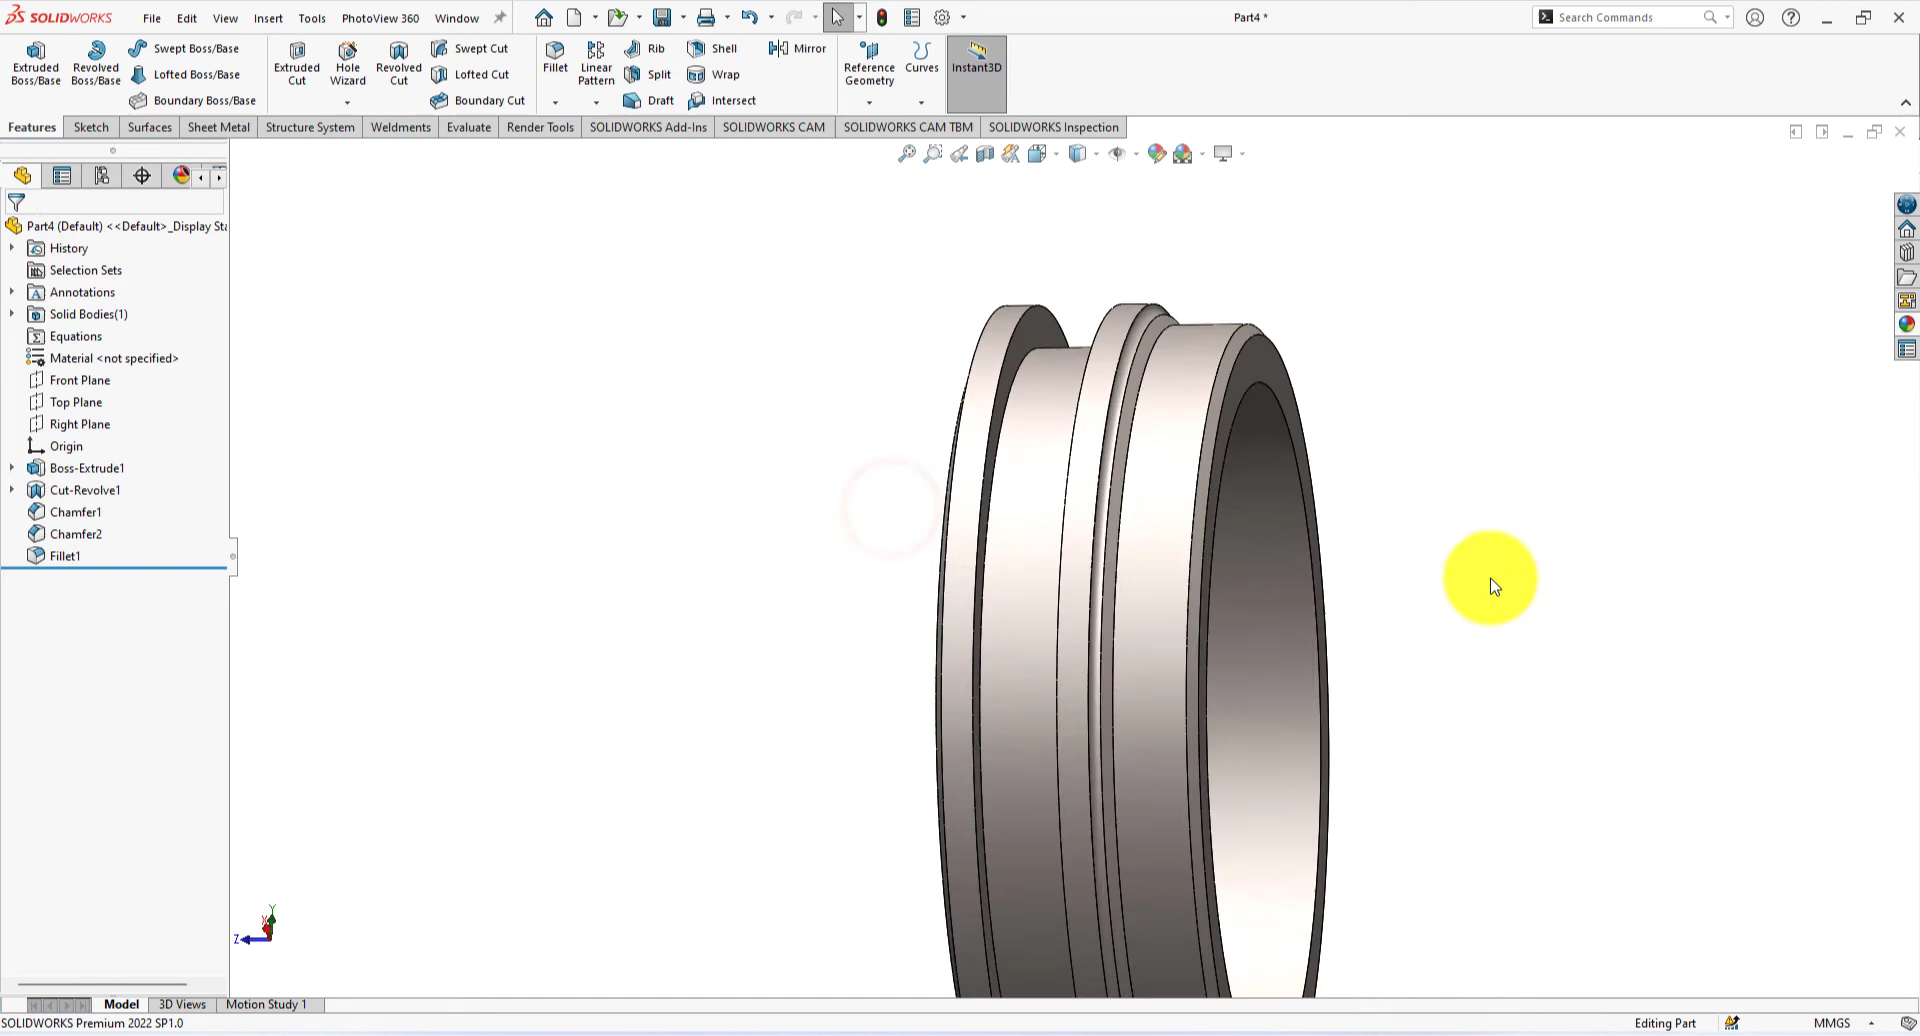 SOLIDWORKS File Edit View Insert Tools PhotoView 360 Window Part4 * Search Commands
Extruded Boss/Base
Revolved Boss/Base
Swept Boss/Base
Lofted Boss/Base
Boundary Boss/Base
Extruded Cut
Hole Wizard
Revolved Cut
Swept Cut
Lofted Cut
Boundary Cut
Fillet
Linear Pattern
Rib
Split
Draft
Shell
Wrap
Intersect
Mirror
Reference Geometry
Curves
Instant3D
Features Sketch Surfaces Sheet Metal Structure System Weldments Evaluate Render Tools SOLIDWORKS Add-Ins SOLIDWORKS CAM SOLIDWORKS CAM TBM SOLIDWORKS Inspection
Part4 (Default) <<Default>_Display Sta
History
Selection Sets
Annotations
Solid Bodies(1)
Equations
Material <not specified>
Front Plane
Top Plane
Right Plane
Origin
Boss-Extrude1
Cut-Revolve1
Chamfer1
Chamfer2
Fillet1
Y
X
Z
Model 3D Views Motion Study 1
SOLIDWORKS Premium 2022 SP1.0 Editing Part MMGS